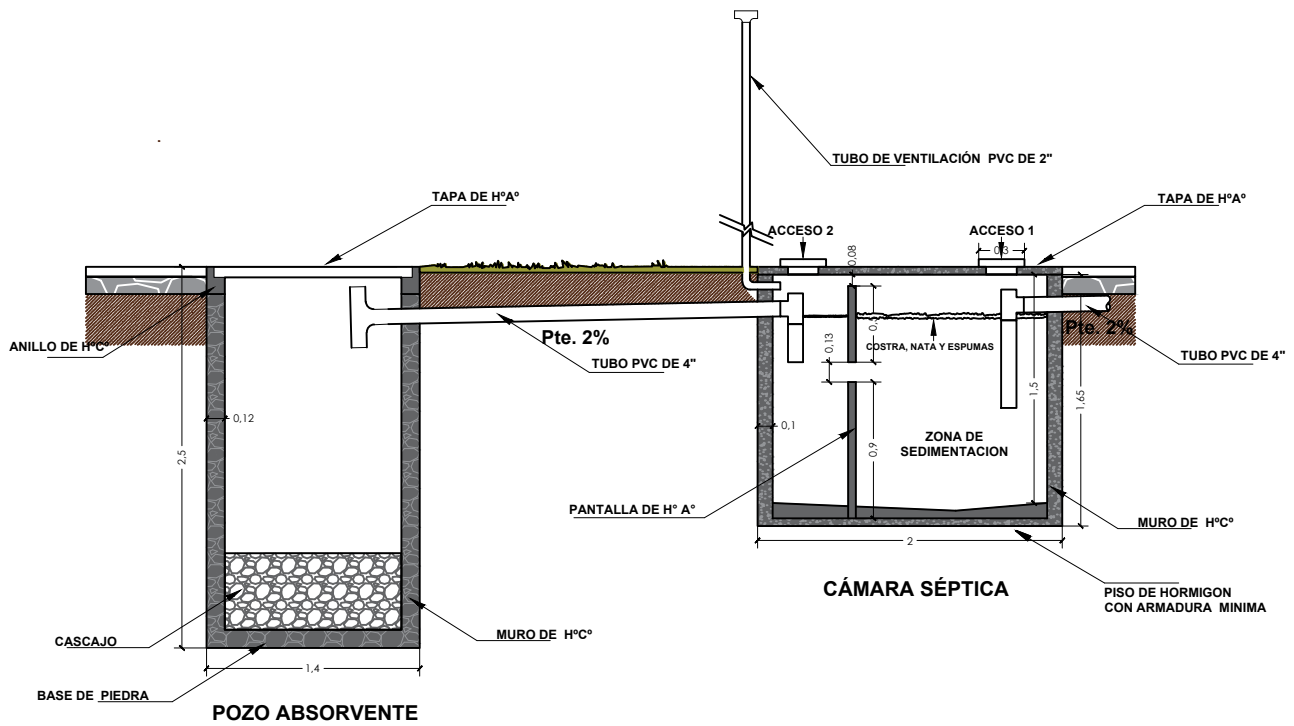 TUBO DE VENTILACIÓN PVC DE 2"
TAPA DE HºAº
TAPA DE HºAº
ACCESO 2
ACCESO 1
0,3
0,08
ANILLO DE HºCº
Pte. 2%
TUBO PVC DE 4"
0,13
COSTRA, NATA Y ESPUMAS
Pte. 2%
TUBO PVC DE 4"
0,12
2,5
0,1
0,9
1,5
1,65
ZONA DE
SEDIMENTACION
PANTALLA DE H° A°
MURO DE HºCº
2
CÁMARA SÉPTICA
PISO DE HORMIGON
CON ARMADURA MINIMA
CASCAJO
MURO DE HºCº
1,4
BASE DE PIEDRA
POZO ABSORVENTE